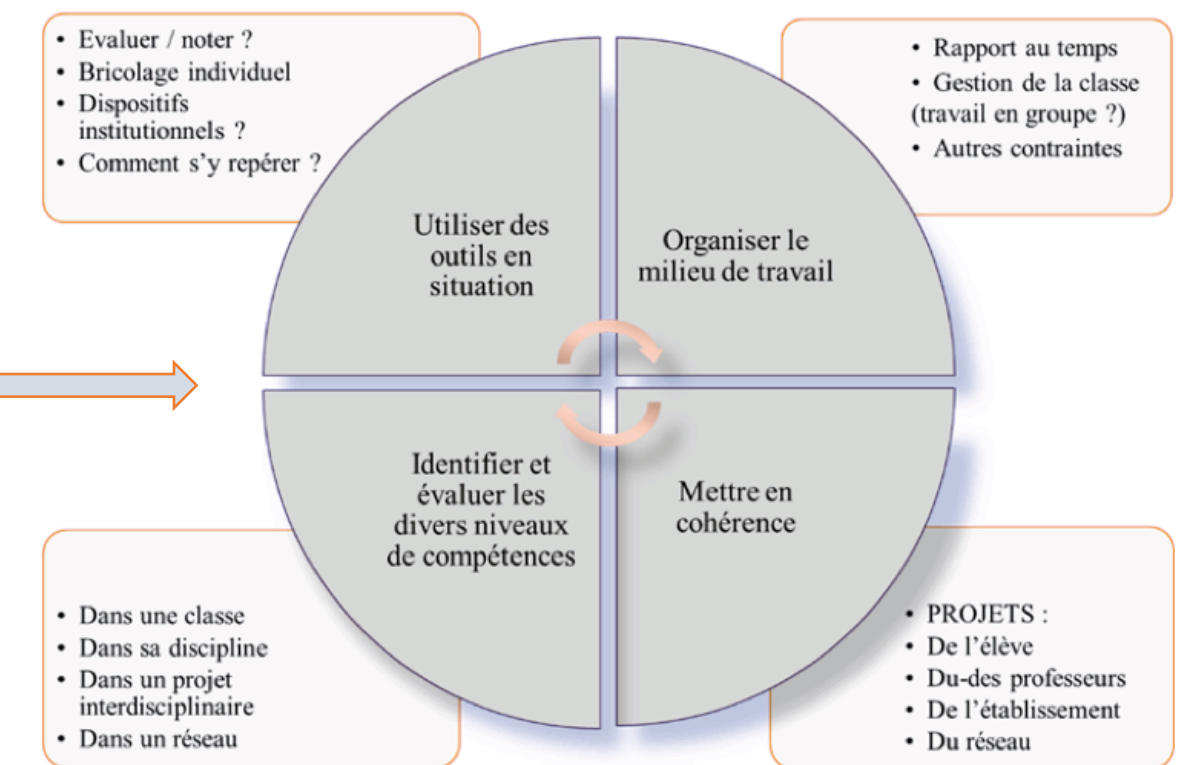 • Evaluer / noter ?
• Bricolage individuel
• Dispositifs
institutionnels ?
• Comment s’y repérer ?
• Rapport au temps
• Gestion de la classe
(travail en groupe ?)
• Autres contraintes
Utiliser des
outils en
situation
Organiser le
milieu de travail
Identifier et
évaluer les
divers niveaux
de compétences
Mettre en
cohérence
• Dans une classe
• Dans sa discipline
• Dans un projet
interdisciplinaire
• Dans un réseau
• PROJETS :
• De l’élève
• Du-des professeurs
• De l’établissement
• Du réseau